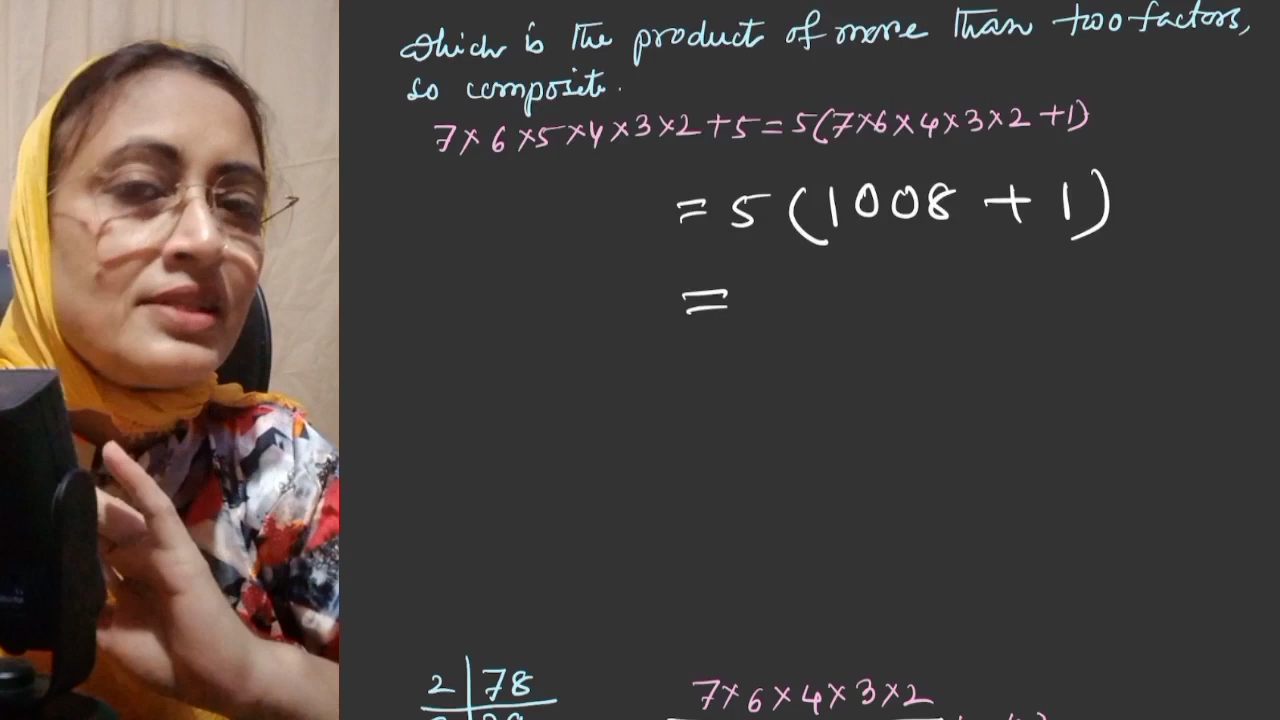 which is the product of more than two factors,
so composite.
7×6×5×4×3×2+5=5(7×6×4×3×2+1)
=5(1008+1)
=
2|78
7×6×4×3×2